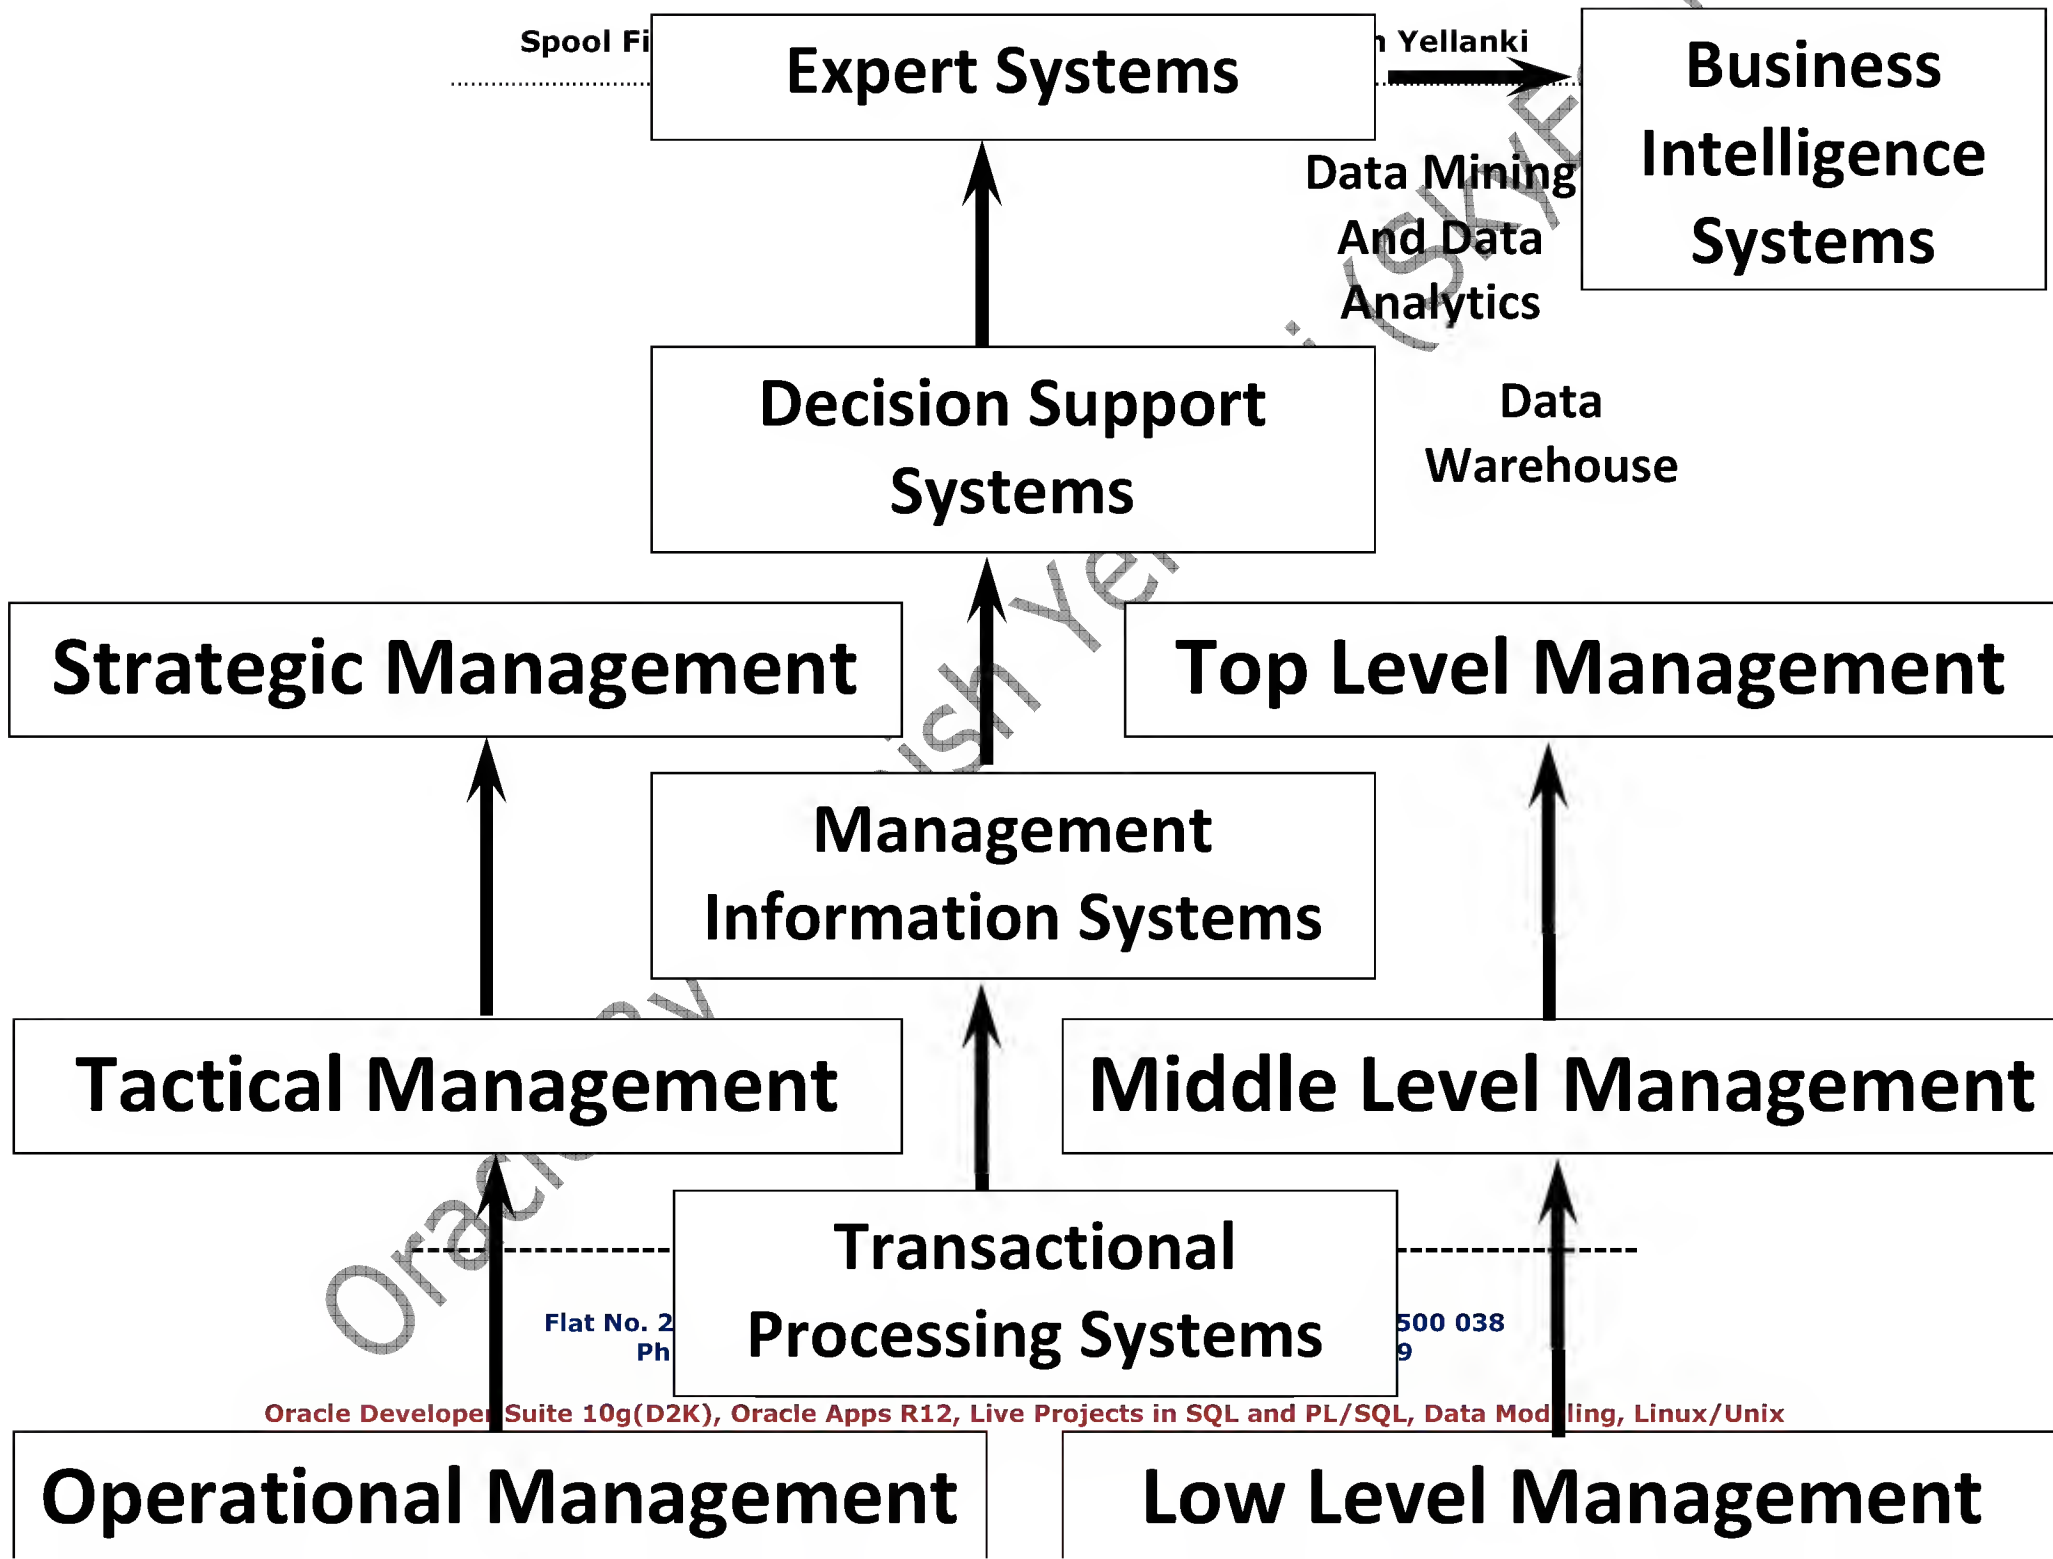 Spool Fi
Yellanki
Expert Systems
Business
Intelligence
Systems
Data Mining
And Data
Analytics
Decision Support
Systems
Data
Warehouse
Strategic Management
Top Level Management
Management
Information Systems
Tactical Management
Middle Level Management
Transactional
Processing Systems
Flat No. 2
500 038
Ph
9
Oracle Developer Suite 10g(D2K), Oracle Apps R12, Live Projects in SQL and PL/SQL, Data Modeling, Linux/Unix
Operational Management
Low Level Management